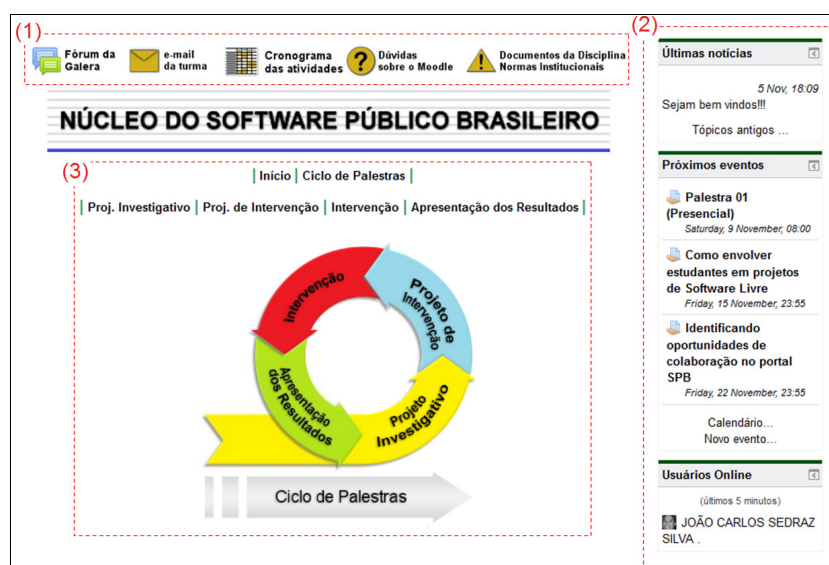 (1)
Fórum da
Galera
e-mail
da turma
Cronograma
das atividades
?
Dúvidas
sobre o Moodle
!
Documentos da Disciplina
Normas Institucionais
NÚCLEO DO SOFTWARE PÚBLICO BRASILEIRO
(3)
| Início | Ciclo de Palestras |
| Proj. Investigativo | Proj. de Intervenção | Intervenção | Apresentação dos Resultados |
Intervenção
Projeto de
Intervenção
Apresentação
dos Resultados
Projeto
Investigativo
Ciclo de Palestras
(2)
Últimas notícias
5 Nov, 18:09
Sejam bem vindos!!!
Tópicos antigos ...
Próximos eventos
Palestra 01
(Presencial)
Saturday, 9 November, 08:00
Como envolver
estudantes em projetos
de Software Livre
Friday, 15 November, 23:55
Identificando
oportunidades de
colaboração no portal
SPB
Friday, 22 November, 23:55
Calendário...
Novo evento...
Usuários Online
(últimos 5 minutos)
JOÃO CARLOS SEDRAZ
SILVA .